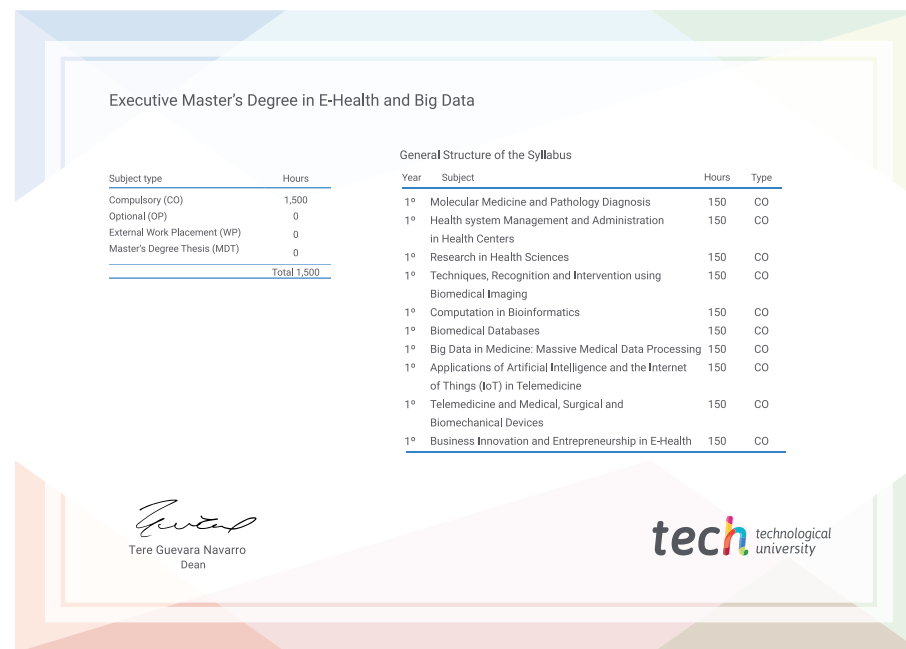 Executive Master's Degree in E-Health and Big Data
Subject type Hours
Compulsory (CO) 1,500
Optional (OP) 0
External Work Placement (WP) 0
Master's Degree Thesis (MDT) 0
Total 1,500
General Structure of the Syllabus
Year Subject Hours Type
1º Molecular Medicine and Pathology Diagnosis 150 CO
1º Health system Management and Administration 150 CO
in Health Centers
1º Research in Health Sciences 150 CO
1º Techniques, Recognition and Intervention using 150 CO
Biomedical Imaging
1º Computation in Bioinformatics 150 CO
1º Biomedical Databases 150 CO
1º Big Data in Medicine: Massive Medical Data Processing 150 CO
1º Applications of Artificial Intelligence and the Internet 150 CO
of Things (IoT) in Telemedicine
1º Telemedicine and Medical, Surgical and 150 CO
Biomechanical Devices
1º Business Innovation and Entrepreneurship in E-Health 150 CO
Tere Guevara Navarro
Dean
tech technological
university